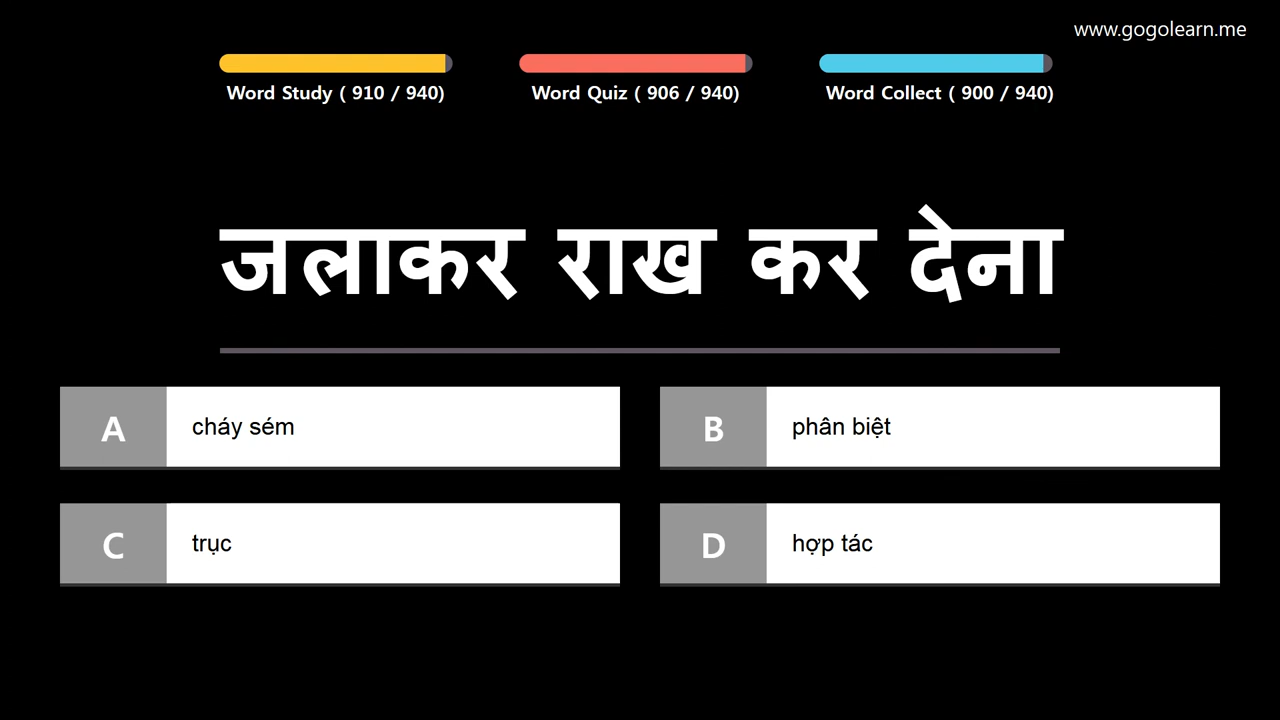 www.gogolearn.me
Word Study ( 910 / 940)
Word Quiz ( 906 / 940)
Word Collect ( 900 / 940)
जलाकर राख कर देना
A
cháy sém
B
phân biệt
C
trục
D
hợp tác